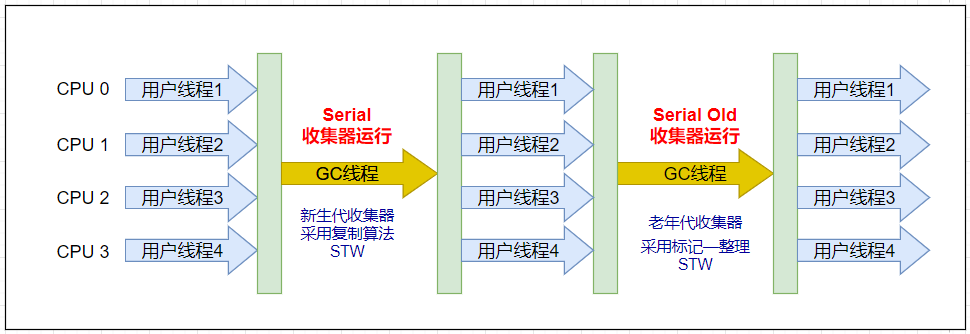 CPU 0
用户线程1
用户线程1
用户线程1
Serial
收集器运行
Serial Old
收集器运行
CPU 1
用户线程2
用户线程2
用户线程2
GC线程
GC线程
CPU 2
用户线程3
用户线程3
用户线程3
新生代收集器
采用复制算法
STW
老年代收集器
采用标记—整理
STW
CPU 3
用户线程4
用户线程4
用户线程4